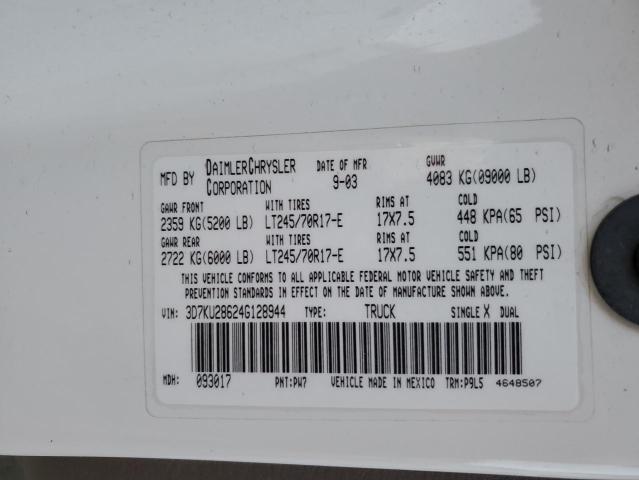 MFD BY DAIMLERCHRYSLER CORPORATION DATE OF MFR 9-03 GVWR 4083 KG(09000 LB)
GAWR FRONT WITH TIRES RIMS AT COLD
2359 KG(5200 LB) LT245/70R17-E 17X7.5 448 KPA(65 PSI)
GAWR REAR WITH TIRES RIMS AT COLD
2722 KG(6000 LB) LT245/70R17-E 17X7.5 551 KPA(80 PSI)
THIS VEHICLE CONFORMS TO ALL APPLICABLE FEDERAL MOTOR VEHICLE SAFETY AND THEFT
PREVENTION STANDARDS IN EFFECT ON THE DATE OF MANUFACTURE SHOWN ABOVE.
VIN: 3D7KU28624G128944 TYPE: TRUCK SINGLE X DUAL
MDH: 093017 PNT:PW7 VEHICLE MADE IN MEXICO TRM:P9L5 4648507